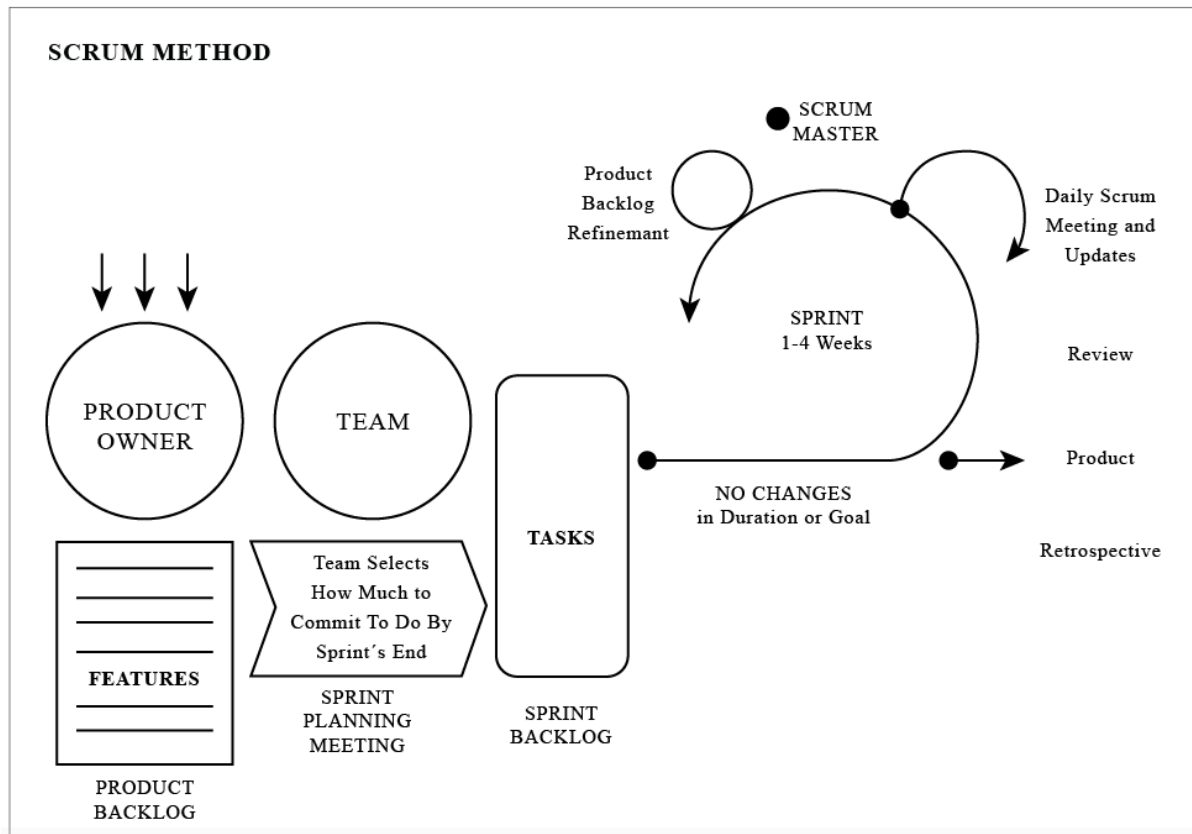 SCRUM METHOD
SCRUM
MASTER
Product
Backlog
Refinemant
Daily Scrum
Meeting and
Updates
SPRINT
1-4 Weeks
Review
PRODUCT
OWNER
TEAM
Product
NO CHANGES
in Duration or Goal
TASKS
Retrospective
Team Selects
How Much to
Commit To Do By
Sprint´s End
FEATURES
SPRINT
PLANNING
MEETING
SPRINT
BACKLOG
PRODUCT
BACKLOG